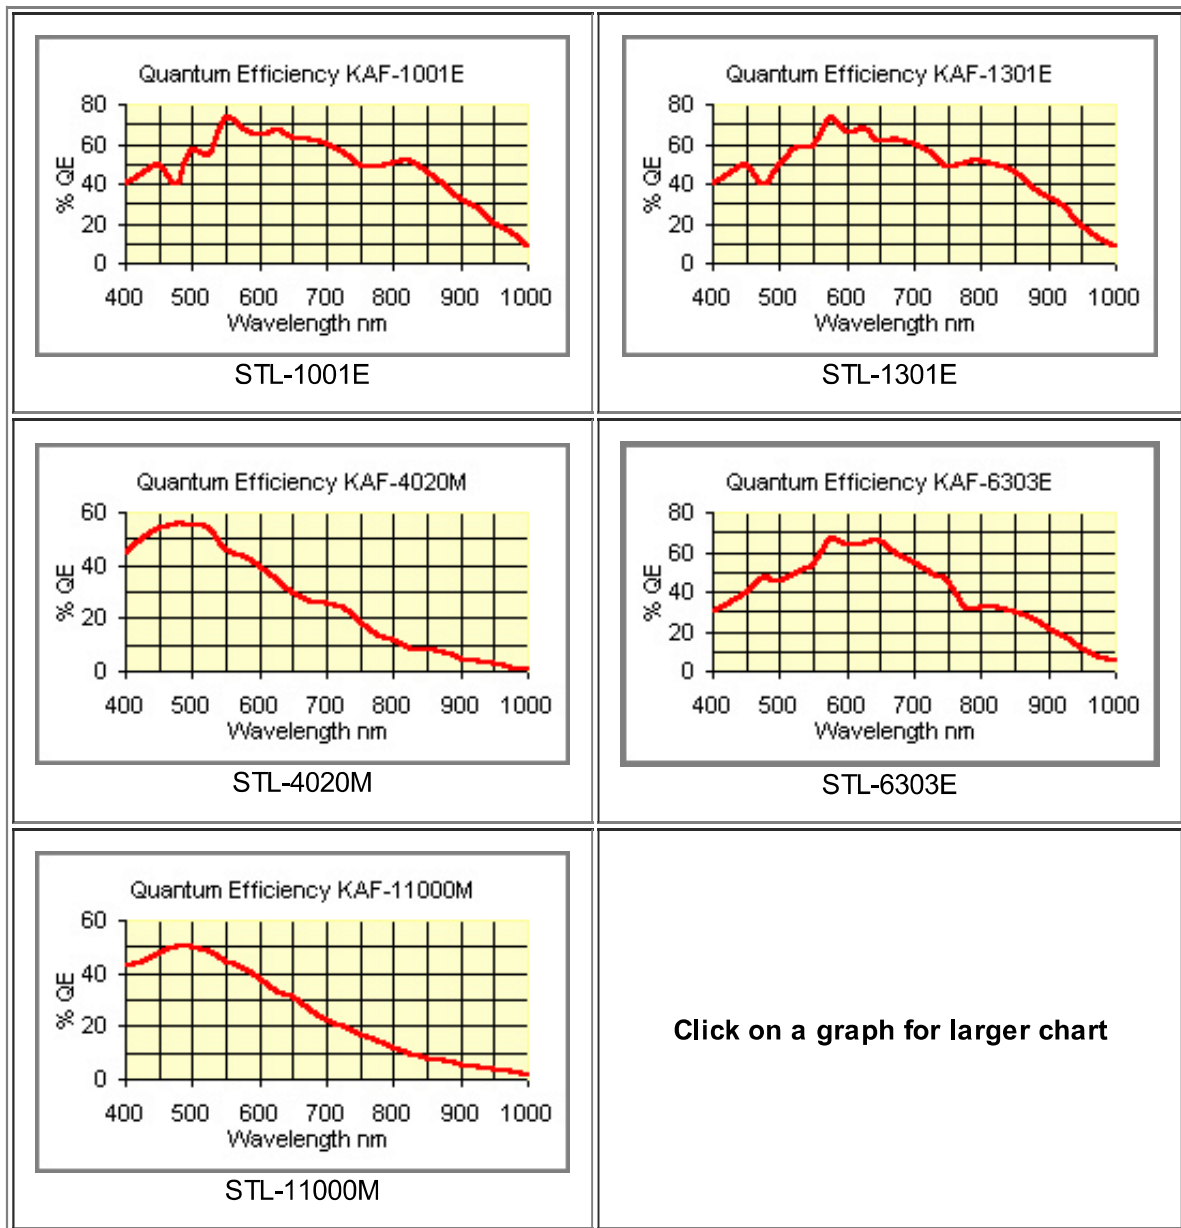 Quantum Efficiency KAF-1001E
80
60
40
20
0
% QE
400 500 600 700 800 900 1000
Wavelength nm
STL-1001E
Quantum Efficiency KAF-1301E
80
60
40
20
0
% QE
400 500 600 700 800 900 1000
Wavelength nm
STL-1301E
Quantum Efficiency KAF-4020M
60
40
20
0
% QE
400 500 600 700 800 900 1000
Wavelength nm
STL-4020M
Quantum Efficiency KAF-6303E
80
60
40
20
0
% QE
400 500 600 700 800 900 1000
Wavelength nm
STL-6303E
Quantum Efficiency KAF-11000M
60
40
20
0
% QE
400 500 600 700 800 900 1000
Wavelength nm
STL-11000M
Click on a graph for larger chart